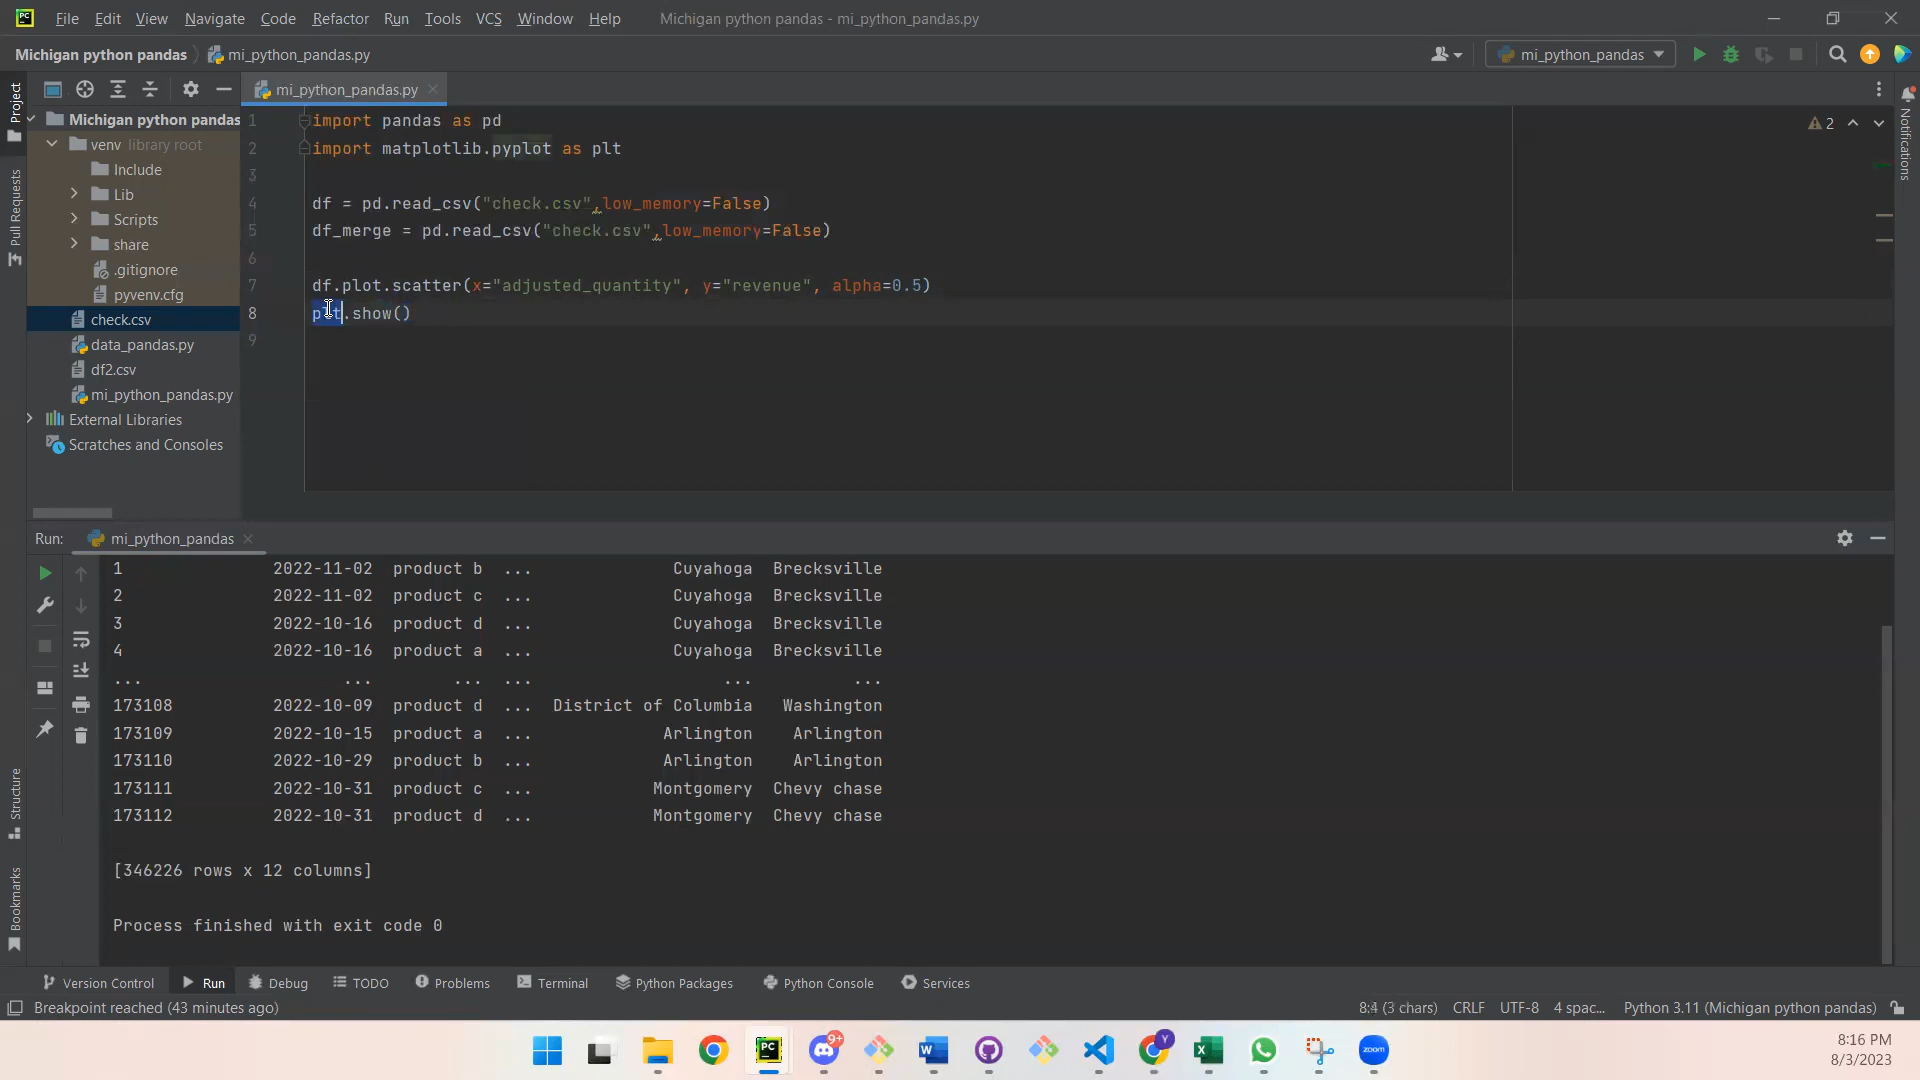 PC File Edit View Navigate Code Refactor Run Tools VCS Window Help Michigan python pandas - mi_python_pandas.py
Michigan python pandas mi_python_pandas.py mi_python_pandas
Project mi_python_pandas.py
Michigan python pandas
venv library root
Include
Lib
Scripts
share
.gitignore
pyvenv.cfg
check.csv
data_pandas.py
df2.csv
mi_python_pandas.py
External Libraries
Scratches and Consoles
Pull Requests
1 import pandas as pd
2 import matplotlib.pyplot as plt
3
4 df = pd.read_csv("check.csv",low_memory=False)
5 df_merge = pd.read_csv("check.csv",low_memory=False)
6
7 df.plot.scatter(x="adjusted_quantity", y="revenue", alpha=0.5)
8 plt.show()
9
2
Notifications
Run: mi_python_pandas
1 2022-11-02 product b ... Cuyahoga Brecksville
2 2022-11-02 product c ... Cuyahoga Brecksville
3 2022-10-16 product d ... Cuyahoga Brecksville
4 2022-10-16 product a ... Cuyahoga Brecksville
... ... ... ... ... ...
173108 2022-10-09 product d ... District of Columbia Washington
173109 2022-10-15 product a ... Arlington Arlington
173110 2022-10-29 product b ... Arlington Arlington
173111 2022-10-31 product c ... Montgomery Chevy chase
173112 2022-10-31 product d ... Montgomery Chevy chase
[346226 rows x 12 columns]
Process finished with exit code 0
Structure
Bookmarks
Version Control Run Debug TODO Problems Terminal Python Packages Python Console Services
Breakpoint reached (43 minutes ago) 8:4 (3 chars) CRLF UTF-8 4 spac... Python 3.11 (Michigan python pandas)
PC 9+ W Y X zoom
8:16 PM
8/3/2023